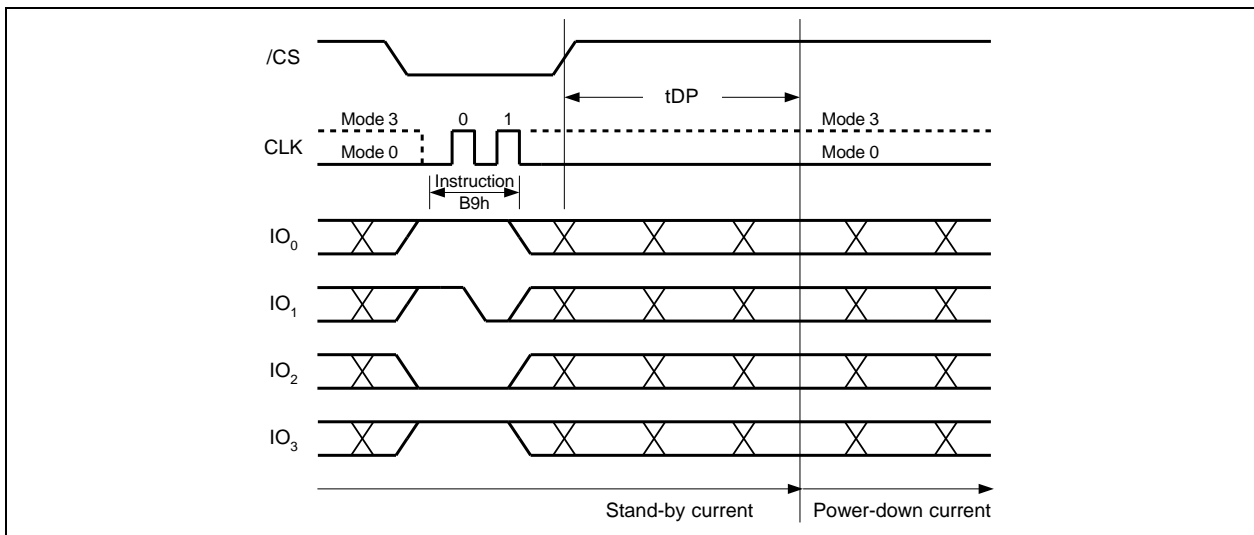 /CS
tDP
Mode 3 0 1 Mode 3
CLK
Mode 0 Mode 0
Instruction
B9h
IO0
IO1
IO2
IO3
Stand-by current Power-down current